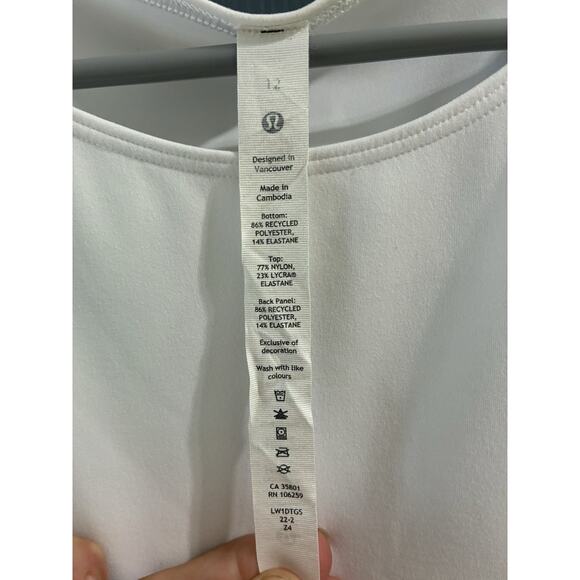 12
Designed in
Vancouver
Made in
Cambodia
Bottom:
86% RECYCLED
POLYESTER,
14% ELASTANE
Top:
77% NYLON,
23% LYCRA®
ELASTANE
Back Panel:
86% RECYCLED
POLYESTER,
14% ELASTANE
Exclusive of
decoration
Wash with like
colours
CA 35801
RN 106259
LW1DTGS
22-2
Z4